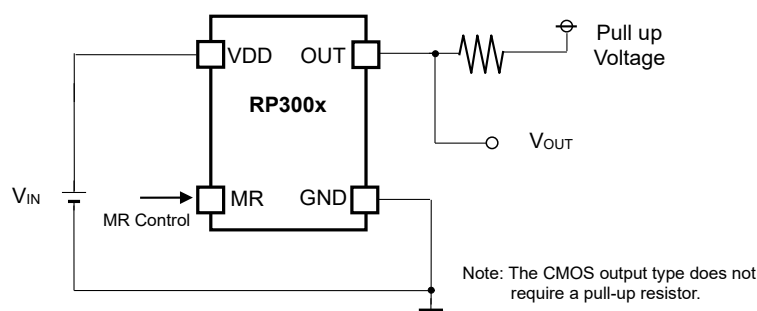 Pull up
Voltage
VDD
OUT
RP300x
VOUT
VIN
MR
GND
MR Control
Note: The CMOS output type does not
require a pull-up resistor.